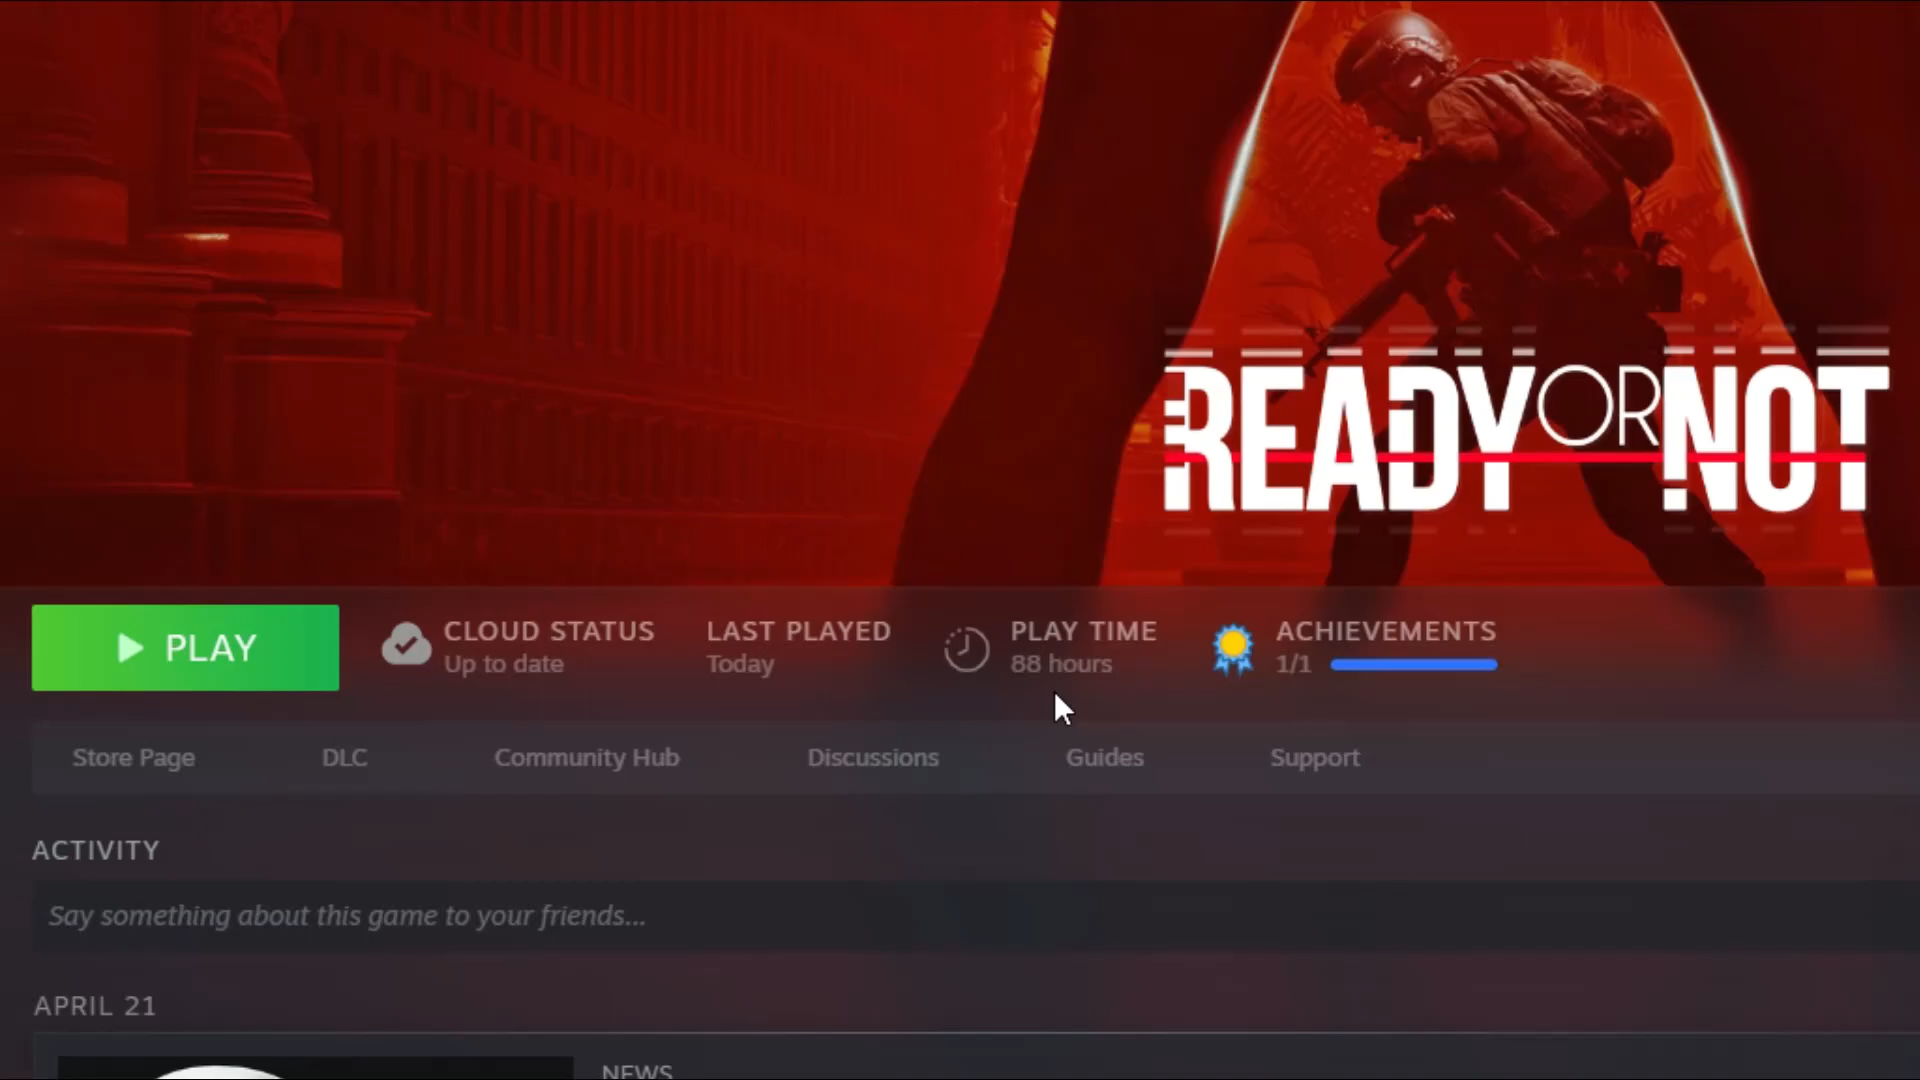 READY OR NOT
PLAY
CLOUD STATUS
Up to date
LAST PLAYED
Today
PLAY TIME
88 hours
ACHIEVEMENTS
1/1
Store Page
DLC
Community Hub
Discussions
Guides
Support
ACTIVITY
Say something about this game to your friends...
APRIL 21
NEWS